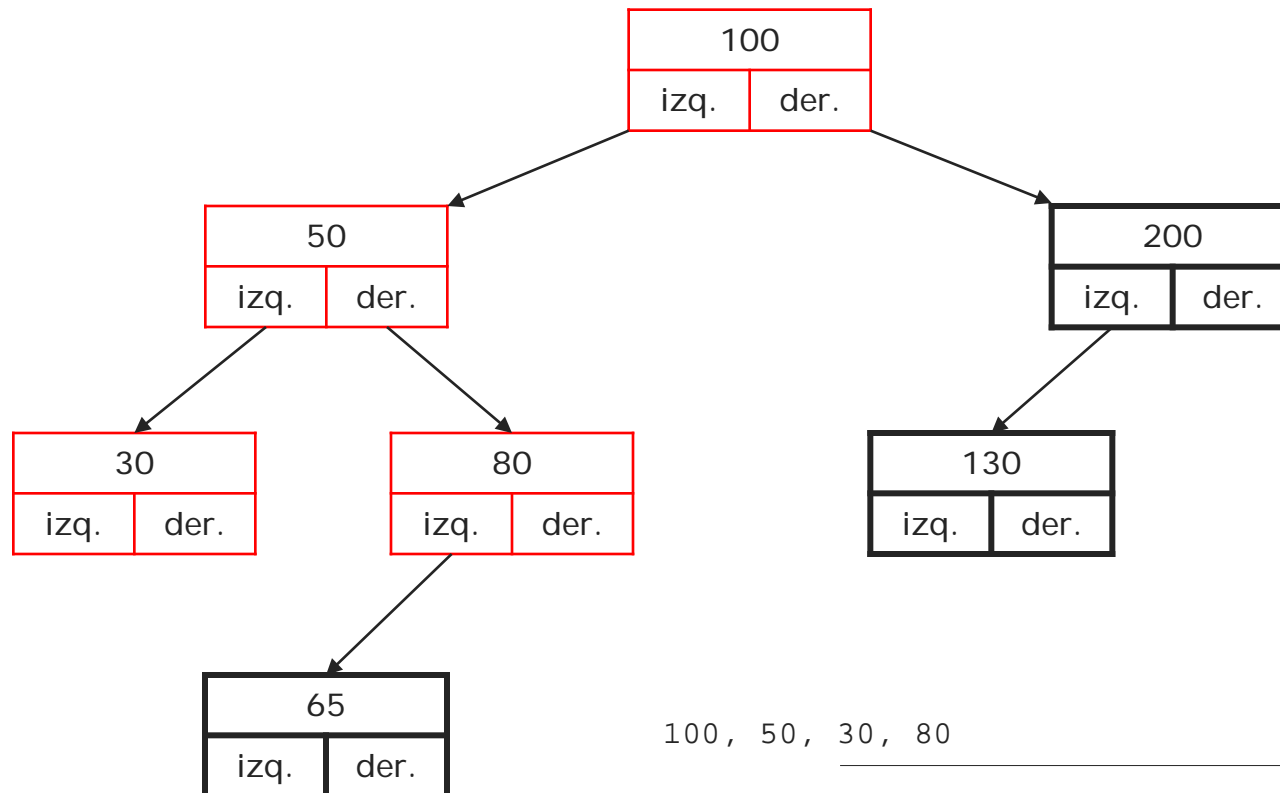 100
izq. der.
50
izq. der.
200
izq. der.
30
izq. der.
80
izq. der.
130
izq. der.
65
izq. der.
100, 50, 30, 80